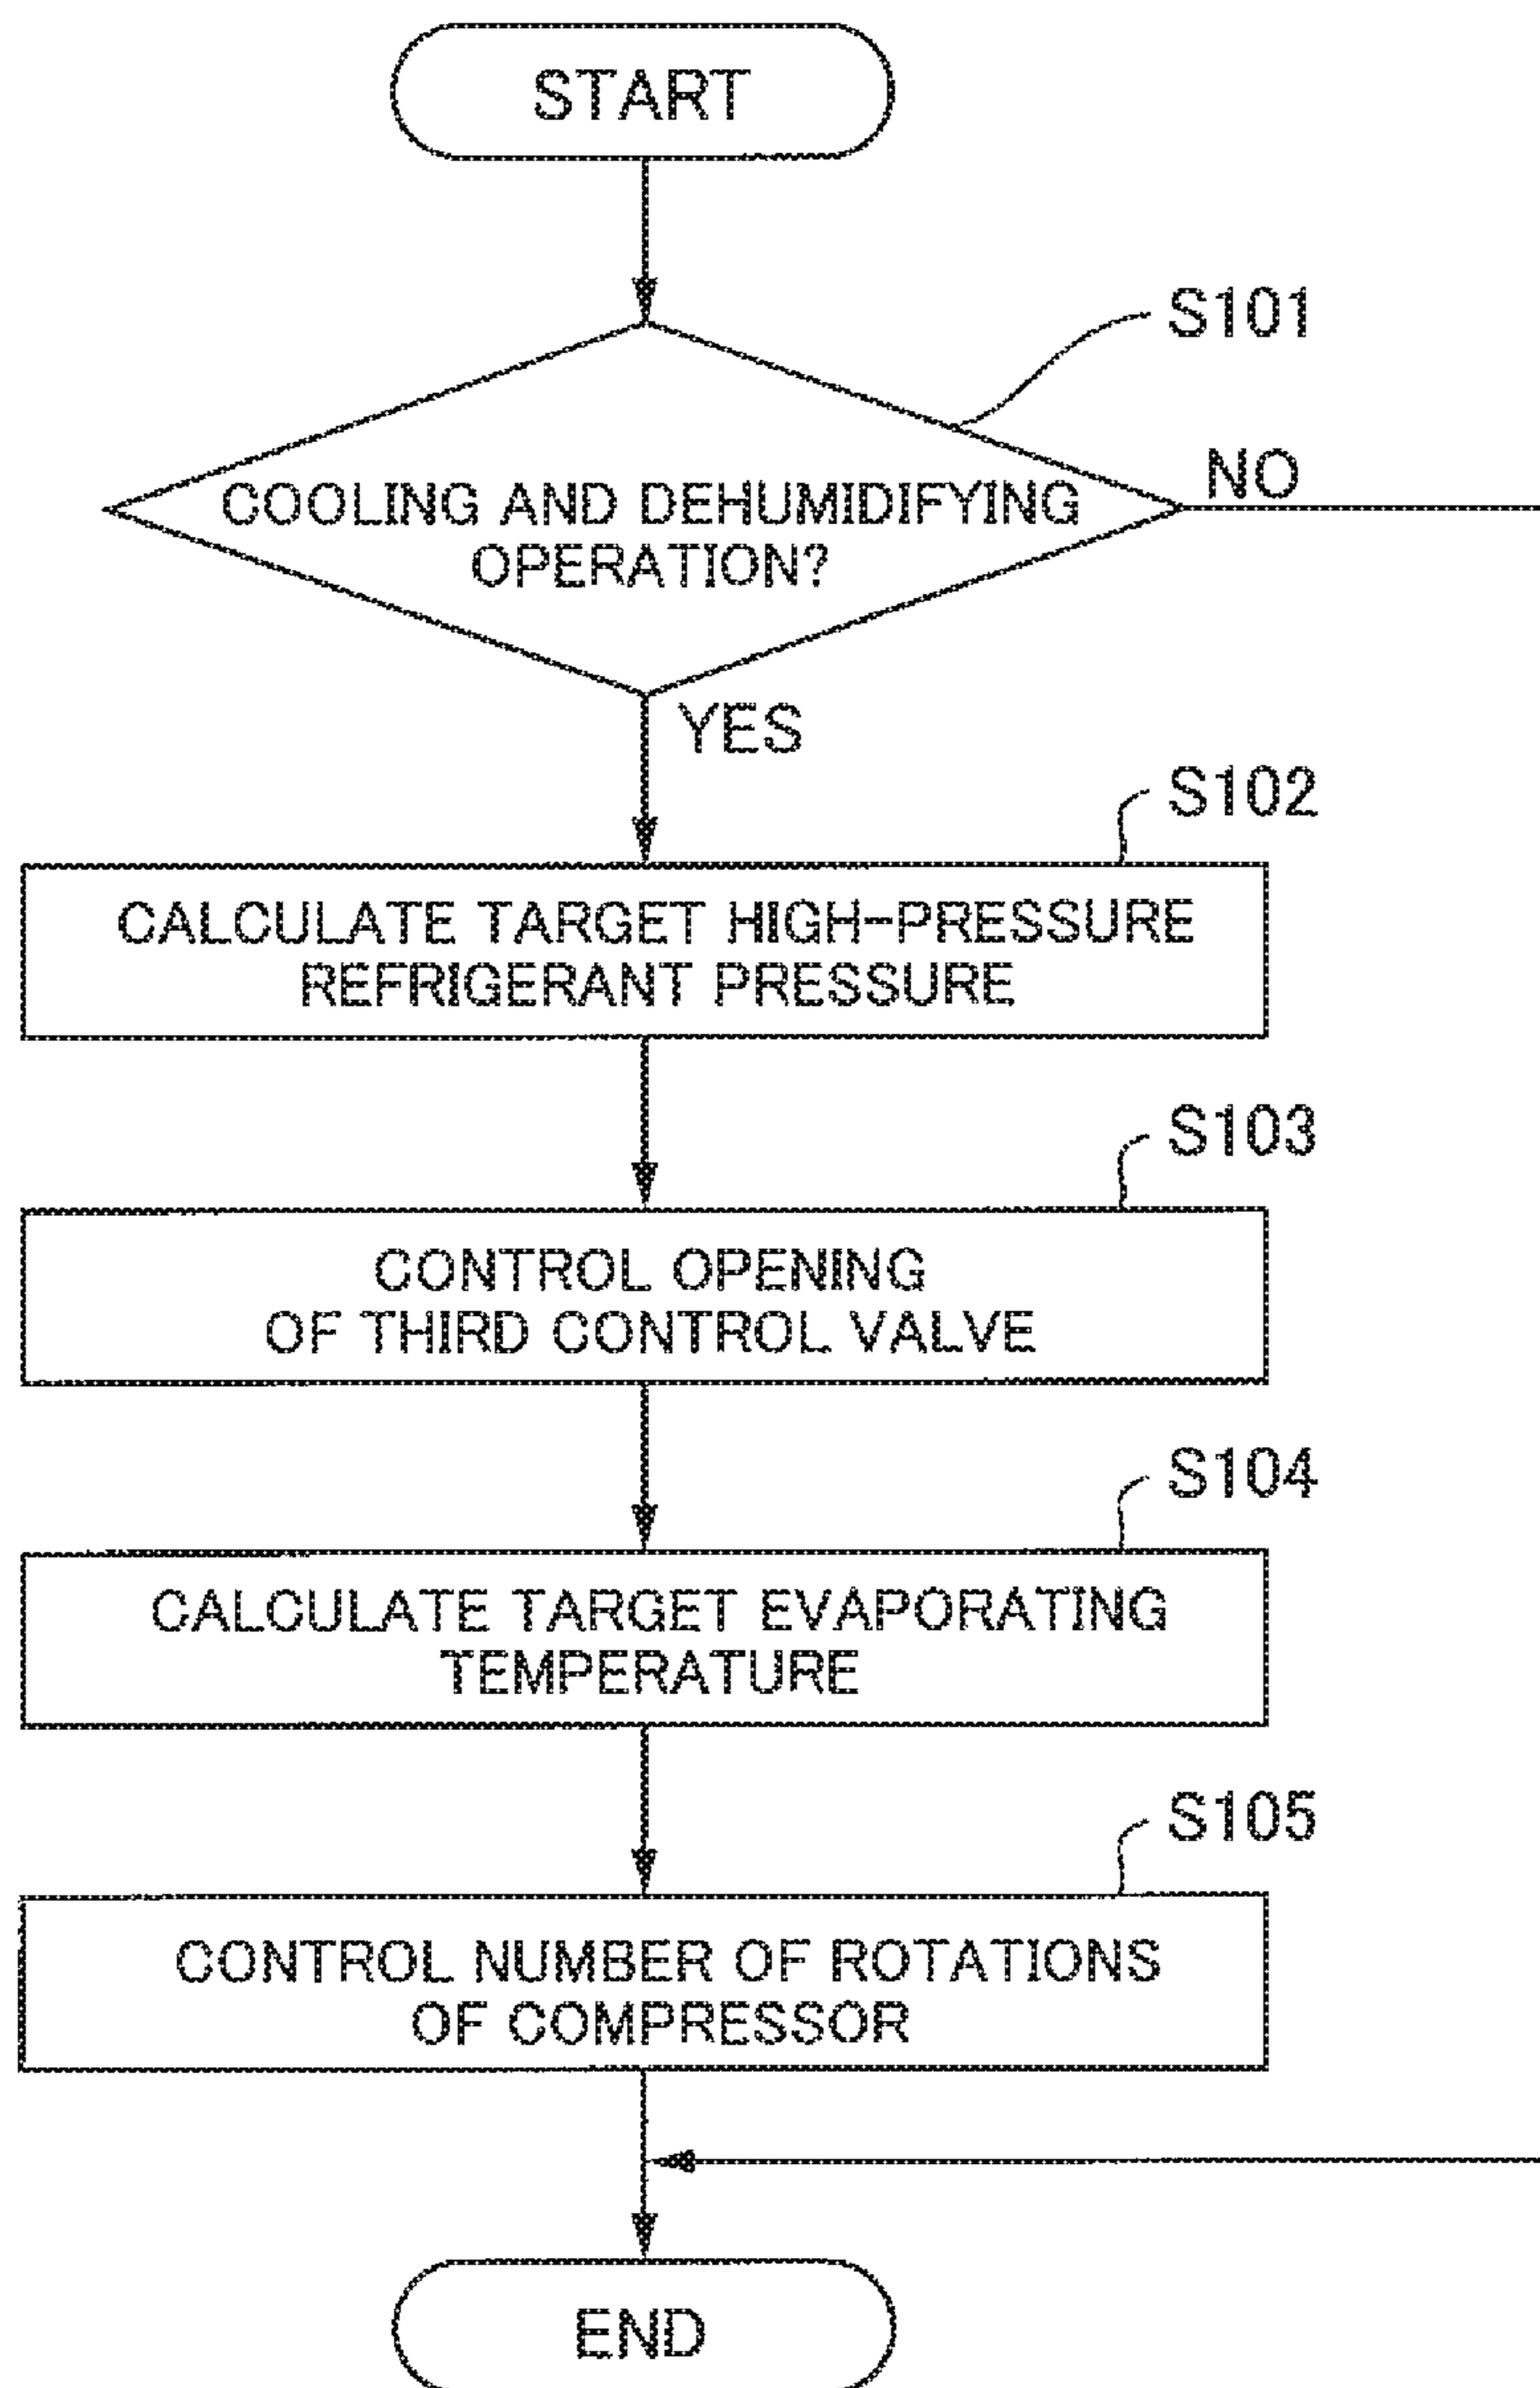 START
S101
NO
COOLING AND DEHUMIDIFYING
OPERATION?
YES
S102
CALCULATE TARGET HIGH-PRESSURE
REFRIGERANT PRESSURE
S103
CONTROL OPENING
OF THIRD CONTROL VALVE
S104
CALCULATE TARGET EVAPORATING
TEMPERATURE
S105
CONTROL NUMBER OF ROTATIONS
OF COMPRESSOR
END